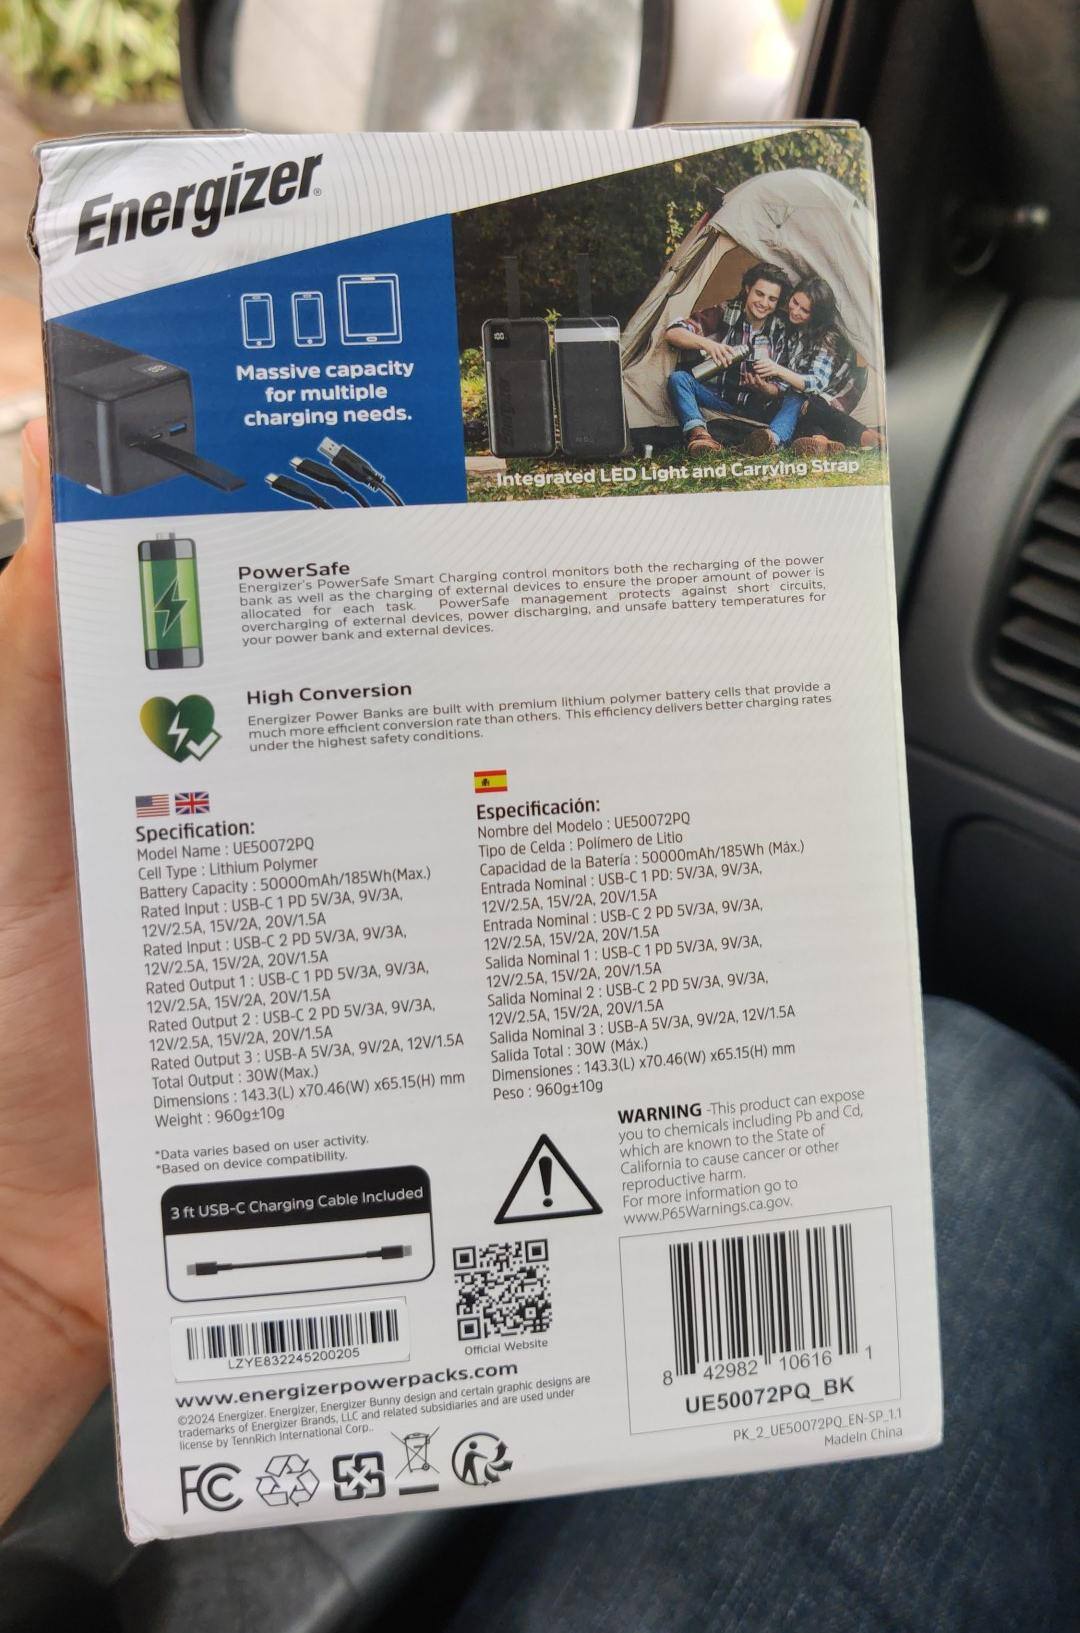 Energizer®
Massive capacity
for multiple
charging needs.
Integrated LED Light and Carrying Strap
PowerSafe
Energizer's PowerSafe Smart Charging control monitors both the recharging of the power
bank as well as the charging of external devices to ensure the proper amount of power is
allocated for each task. PowerSafe management protects against short circuits,
overcharging of external devices, power discharging, and unsafe battery temperatures for
your power bank and external devices.
High Conversion
Energizer Power Banks are built with premium lithium polymer battery cells that provide a
much more efficient conversion rate than others. This efficiency delivers better charging rates
under the highest safety conditions.
Specification:
Model Name : UE50072PQ
Cell Type : Lithium Polymer
Battery Capacity : 50000mAh/185Wh(Max.)
Rated Input : USB-C 1 PD 5V/3A, 9V/3A,
12V/2.5A, 15V/2A, 20V/1.5A
Rated Input : USB-C 2 PD 5V/3A, 9V/3A,
12V/2.5A, 15V/2A, 20V/1.5A
Rated Output 1 : USB-C 1 PD 5V/3A, 9V/3A,
12V/2.5A, 15V/2A, 20V/1.5A
Rated Output 2 : USB-C 2 PD 5V/3A, 9V/3A,
12V/2.5A, 15V/2A, 20V/1.5A
Rated Output 3 : USB-A 5V/3A, 9V/2A, 12V/1.5A
Total Output : 30W(Max.)
Dimensions : 143.3(L) x70.46(W) x65.15(H) mm
Weight : 960g±10g
*Data varies based on user activity.
*Based on device compatibility.
Especificación:
Nombre del Modelo : UE50072PQ
Tipo de Celda : Polímero de Litio
Capacidad de la Batería : 50000mAh/185Wh (Máx.)
Entrada Nominal : USB-C 1 PD: 5V/3A, 9V/3A,
12V/2.5A, 15V/2A, 20V/1.5A
Entrada Nominal : USB-C 2 PD 5V/3A, 9V/3A,
12V/2.5A, 15V/2A, 20V/1.5A
Salida Nominal 1 : USB-C 1 PD 5V/3A, 9V/3A,
12V/2.5A, 15V/2A, 20V/1.5A
Salida Nominal 2 : USB-C 2 PD 5V/3A, 9V/3A,
12V/2.5A, 15V/2A, 20V/1.5A
Salida Nominal 3 : USB-A 5V/3A, 9V/2A, 12V/1.5A
Salida Total : 30W (Máx.)
Dimensiones : 143.3(L) x70.46(W) x65.15(H) mm
Peso : 960g±10g
WARNING -This product can expose
you to chemicals including Pb and Cd,
which are known to the State of
California to cause cancer or other
reproductive harm.
For more information go to
www.P65Warnings.ca.gov.
3 ft USB-C Charging Cable Included
LZYE832245200205
Official Website
www.energizerpowerpacks.com
©2024 Energizer. Energizer, Energizer Bunny design and certain graphic designs are
trademarks of Energizer Brands, LLC and related subsidiaries and are used under
license by TennRich International Corp..
8 42982 10616 1
UE50072PQ_BK
PK_2_UE50072PQ_EN-SP_1.1
MadeIn China
FC